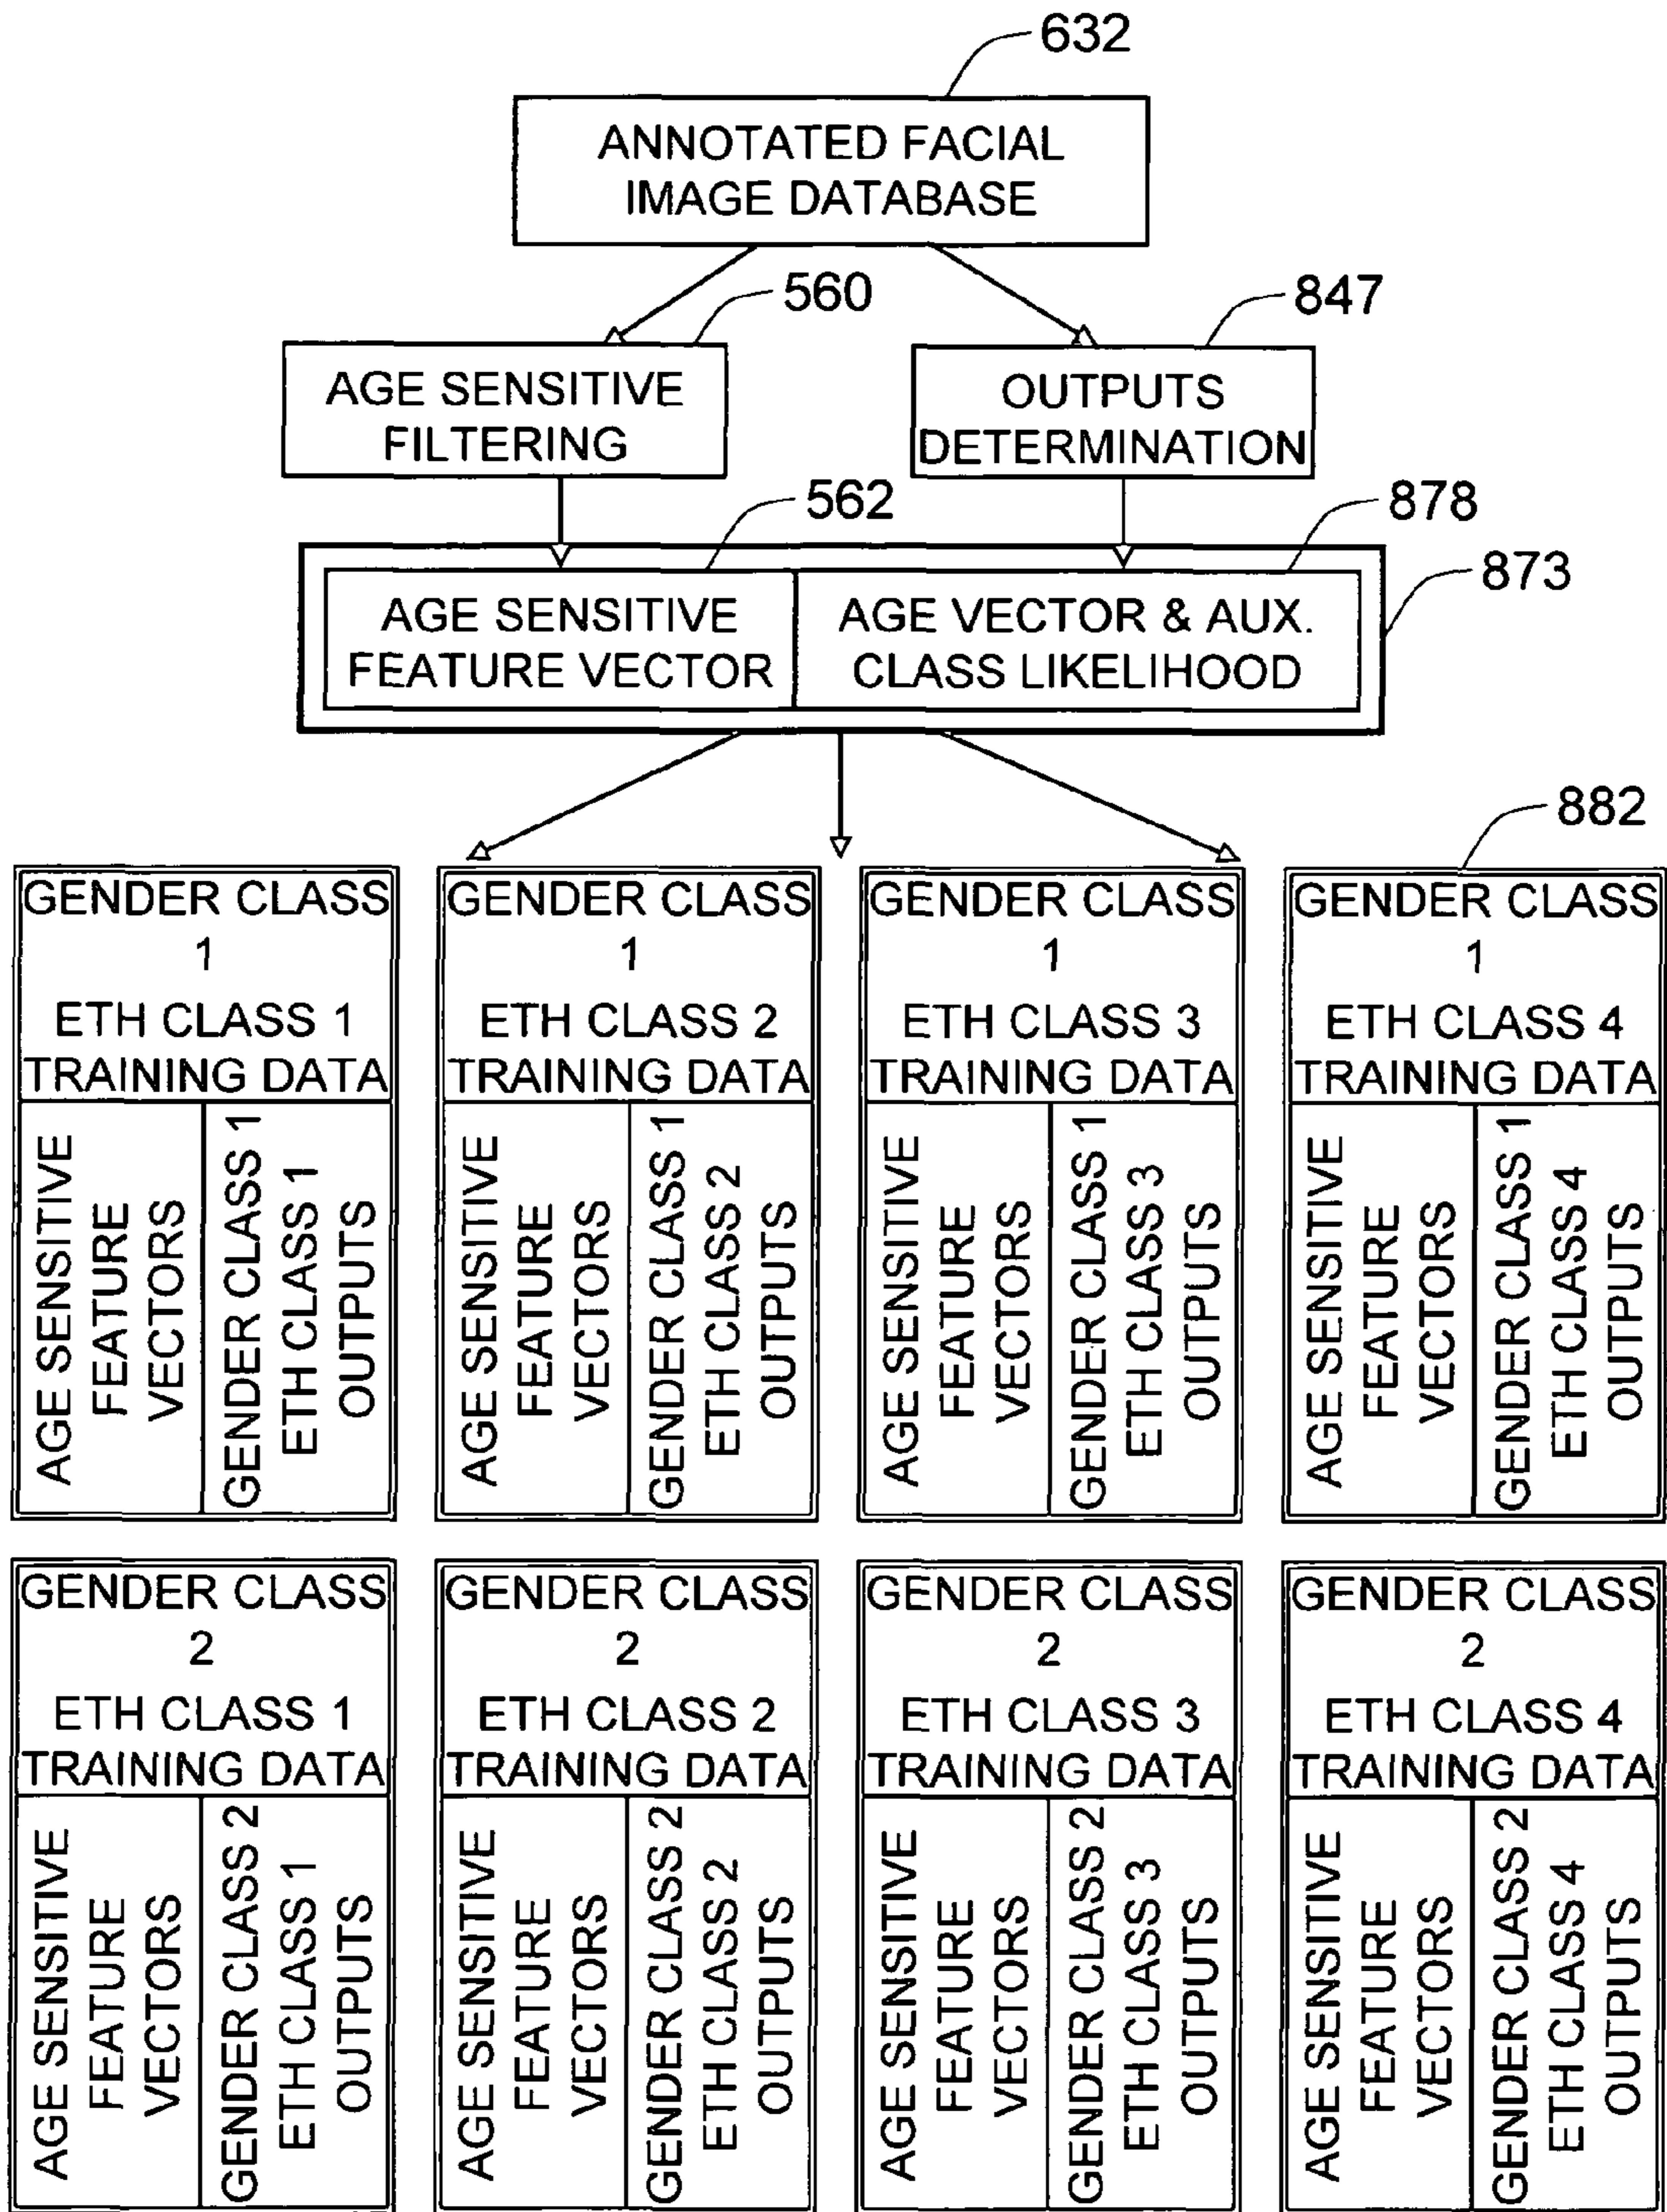 632
ANNOTATED FACIAL
IMAGE DATABASE
560
847
AGE SENSITIVE
FILTERING
OUTPUTS
DETERMINATION
562
878
873
AGE SENSITIVE
FEATURE VECTOR
AGE VECTOR & AUX.
CLASS LIKELIHOOD
882
GENDER CLASS
1
ETH CLASS 1
TRAINING DATA
AGE SENSITIVE
FEATURE
VECTORS
GENDER CLASS 1
ETH CLASS 1
OUTPUTS
GENDER CLASS
1
ETH CLASS 2
TRAINING DATA
AGE SENSITIVE
FEATURE
VECTORS
GENDER CLASS 1
ETH CLASS 2
OUTPUTS
GENDER CLASS
1
ETH CLASS 3
TRAINING DATA
AGE SENSITIVE
FEATURE
VECTORS
GENDER CLASS 1
ETH CLASS 3
OUTPUTS
GENDER CLASS
1
ETH CLASS 4
TRAINING DATA
AGE SENSITIVE
FEATURE
VECTORS
GENDER CLASS 1
ETH CLASS 4
OUTPUTS
GENDER CLASS
2
ETH CLASS 1
TRAINING DATA
AGE SENSITIVE
FEATURE
VECTORS
GENDER CLASS 2
ETH CLASS 1
OUTPUTS
GENDER CLASS
2
ETH CLASS 2
TRAINING DATA
AGE SENSITIVE
FEATURE
VECTORS
GENDER CLASS 2
ETH CLASS 2
OUTPUTS
GENDER CLASS
2
ETH CLASS 3
TRAINING DATA
AGE SENSITIVE
FEATURE
VECTORS
GENDER CLASS 2
ETH CLASS 3
OUTPUTS
GENDER CLASS
2
ETH CLASS 4
TRAINING DATA
AGE SENSITIVE
FEATURE
VECTORS
GENDER CLASS 2
ETH CLASS 4
OUTPUTS